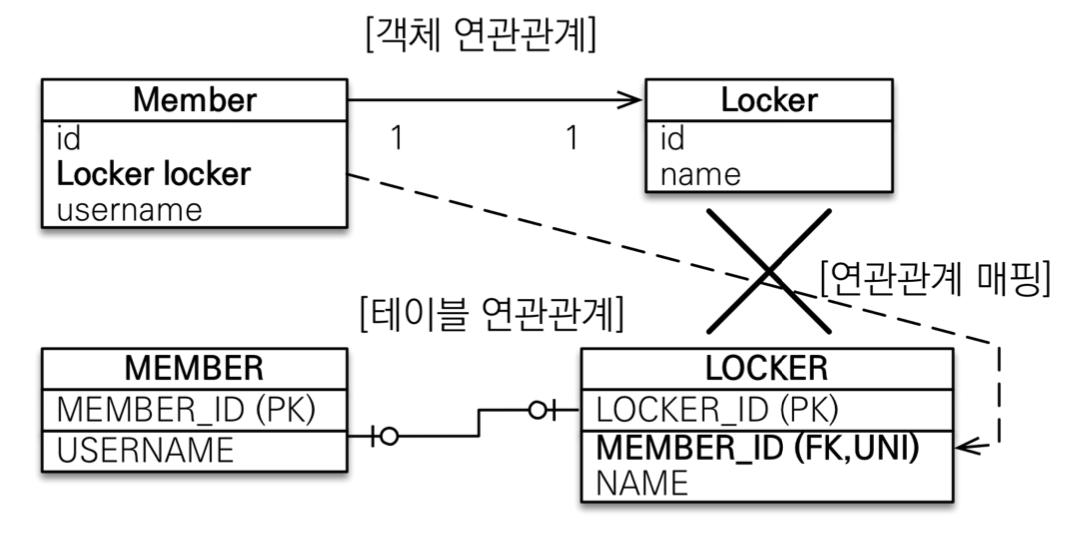 [객체 연관관계]
Member
id
Locker locker
username
1
1
Locker
id
name
[연관관계 매핑]
[테이블 연관관계]
MEMBER
MEMBER_ID (PK)
USERNAME
LOCKER
LOCKER_ID (PK)
MEMBER_ID (FK,UNI)
NAME